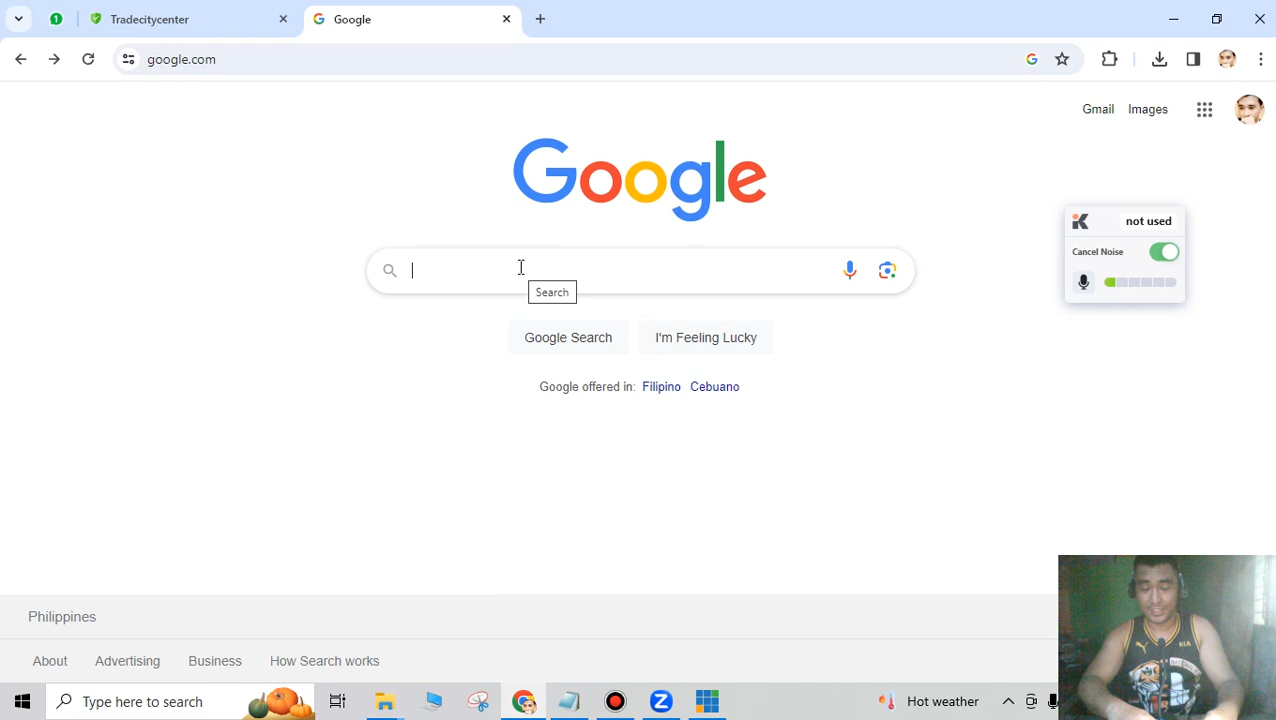 1
Tradecitycenter
Google
google.com
Gmail
Images
Google
not used
Cancel Noise
Search
Google Search
I'm Feeling Lucky
Google offered in: Filipino Cebuano
Philippines
About
Advertising
Business
How Search works
Type here to search
Hot weather